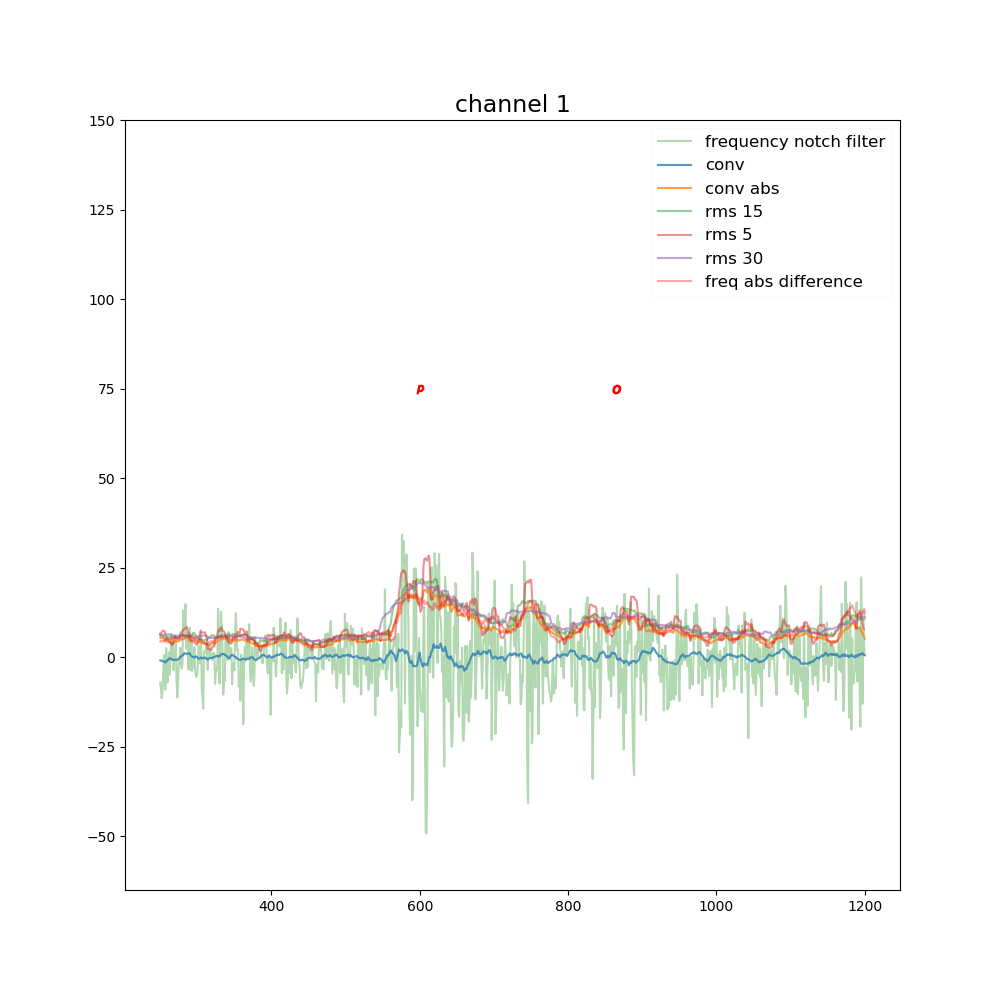 channel 1
150
125
100
75
50
25
0
−25
−50
frequency notch filter
conv
conv abs
rms 15
rms 5
rms 30
freq abs difference
p o
400 600 800 1000 1200